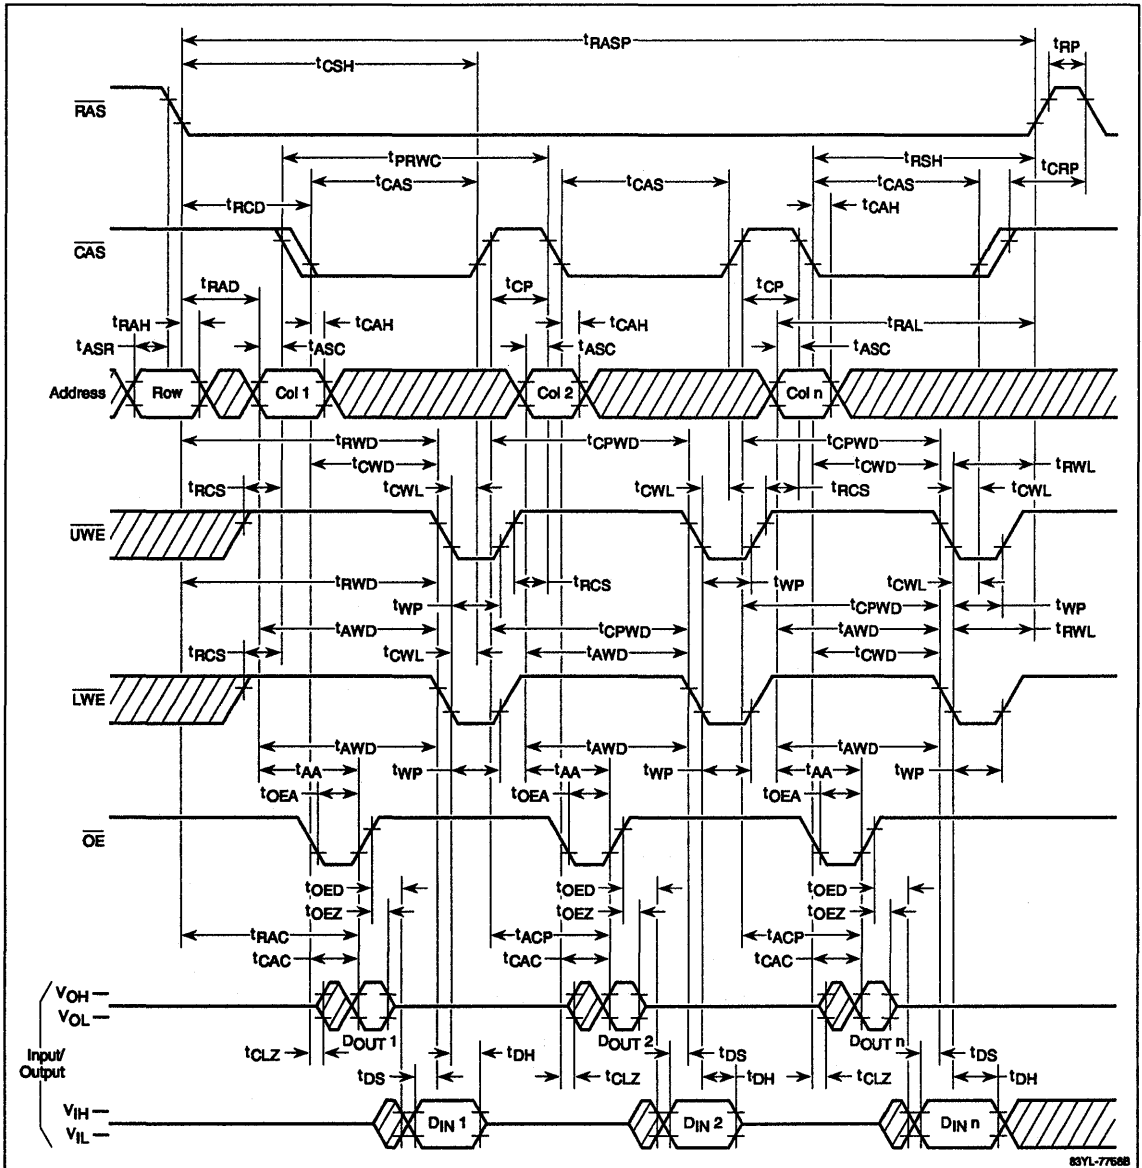 tRASP
tRP
tCSH
RAS
tPRWC
tRSH
tCAS
tCAS
tCAS
tCRP
tRCD
tCAH
CAS
tRAD
tCP
tCP
tRAH
tCAH
tCAH
tRAL
tASR
tASC
tASC
tASC
Address
Row
Col 1
Col 2
Col n
tRWD
tCPWD
tCPWD
tCWD
tCWD
tRWL
tRCS
tCWL
tCWL
tRCS
tCWL
UWE
tRWD
tRCS
tWP
tCWL
tWP
tCPWD
tWP
tAWD
tCPWD
tAWD
tRWL
tRCS
tCWL
tAWD
tCWD
LWE
tAWD
tAWD
tAWD
tAA
tWP
tAA
tWP
tAA
tWP
tOEA
tOEA
tOEA
OE
tOED
tOED
tOED
tOEZ
tOEZ
tOEZ
tRAC
tACP
tACP
tCAC
tCAC
tCAC
VOH
VOL
DOUT 1
DOUT 2
DOUT n
Input/
Output
tCLZ
tDH
tDS
tDS
tDS
tCLZ
tDH
tCLZ
tDH
VIH
VIL
DIN 1
DIN 2
DIN n
83YL-7768B